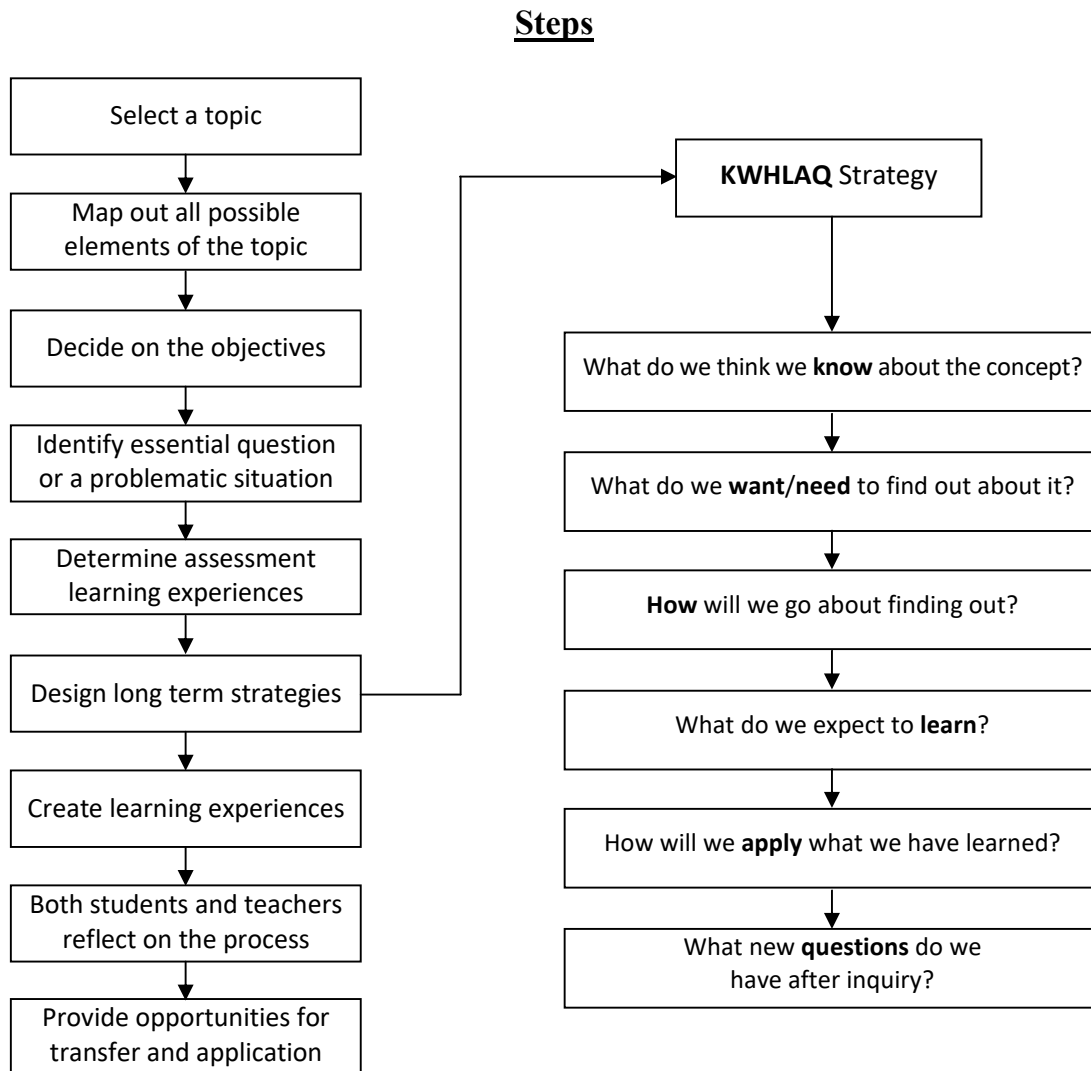 Steps
Select a topic
Map out all possible
elements of the topic
Decide on the objectives
Identify essential question
or a problematic situation
Determine assessment
learning experiences
Design long term strategies
Create learning experiences
Both students and teachers
reflect on the process
Provide opportunities for
transfer and application
KWHLAQ Strategy
What do we think we know about the concept?
What do we want/need to find out about it?
How will we go about finding out?
What do we expect to learn?
How will we apply what we have learned?
What new questions do we
have after inquiry?